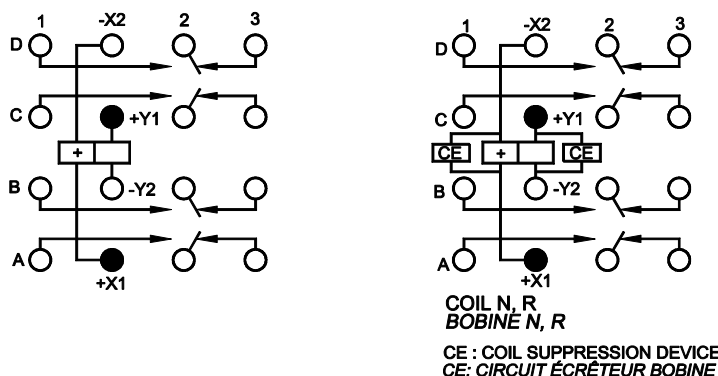 1 -X2 2 3
D
C +Y1
+
B -Y2
A
+X1
1 -X2 2 3
D
C +Y1
CE + CE
B -Y2
A
+X1
COIL N, R
BOBINE N, R
CE : COIL SUPPRESSION DEVICE
CE: CIRCUIT ÉCRÊTEUR BOBINE